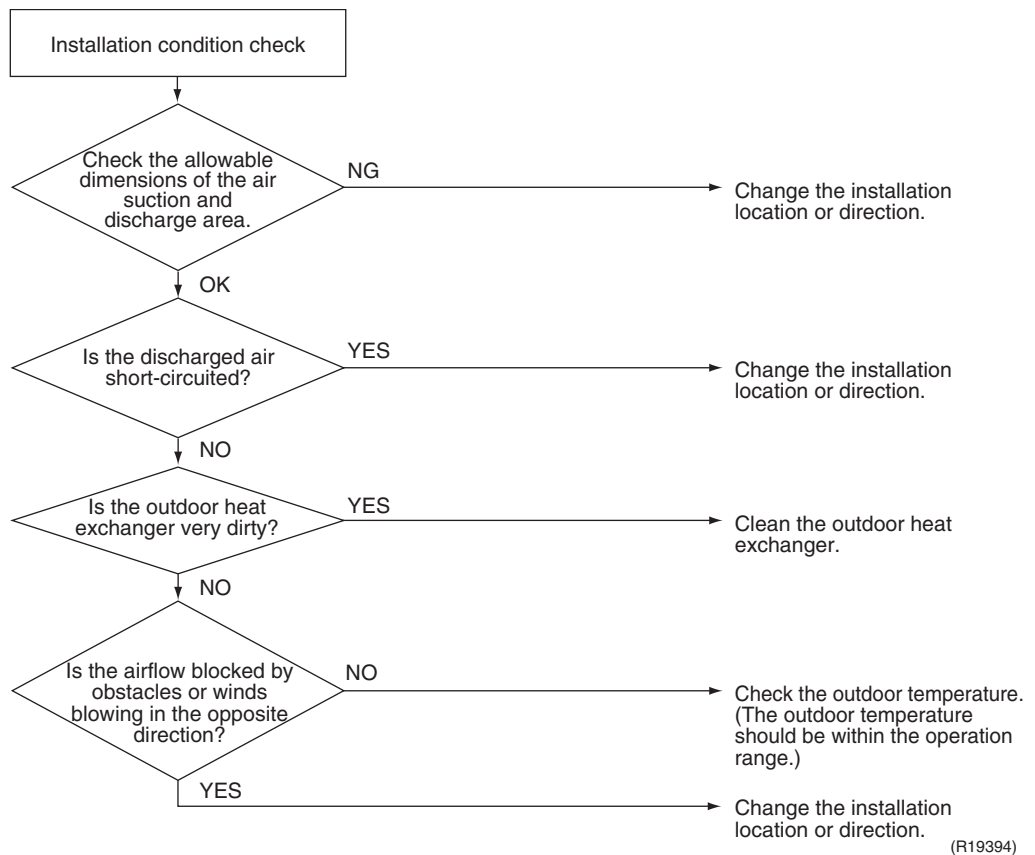 Installation condition check
Check the allowable
dimensions of the air
suction and
discharge area.
NG
Change the installation
location or direction.
OK
Is the discharged air
short-circuited?
YES
Change the installation
location or direction.
NO
Is the outdoor heat
exchanger very dirty?
YES
Clean the outdoor heat
exchanger.
NO
Is the airflow blocked by
obstacles or winds
blowing in the opposite
direction?
NO
Check the outdoor temperature.
(The outdoor temperature
should be within the operation
range.)
YES
Change the installation
location or direction.
(R19394)